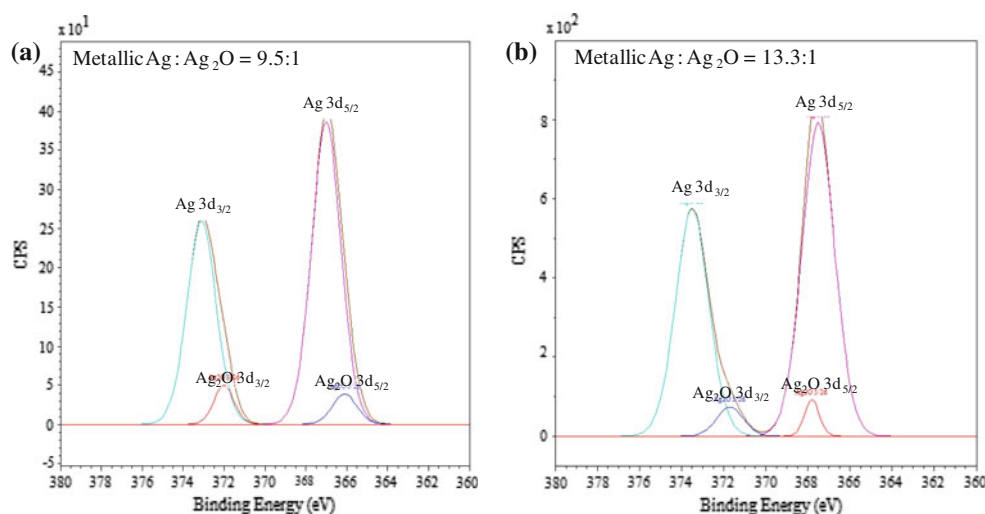 (a)
x 10¹
Metallic Ag : Ag₂O = 9.5:1
Ag 3d₅/₂
Ag 3d₃/₂
Ag₂O 3d₃/₂
Ag₂O 3d₅/₂
CPS
45
40
35
30
25
20
15
10
5
0
-5
380 378 376 374 372 370 368 366 364 362 360
Binding Energy (eV)
(b)
x 10²
Metallic Ag : Ag₂O = 13.3:1
Ag 3d₅/₂
Ag 3d₃/₂
Ag₂O 3d₃/₂
Ag₂O 3d₅/₂
CPS
8
6
4
2
0
380 378 376 374 372 370 368 366 364 362 360
Binding Energy (eV)